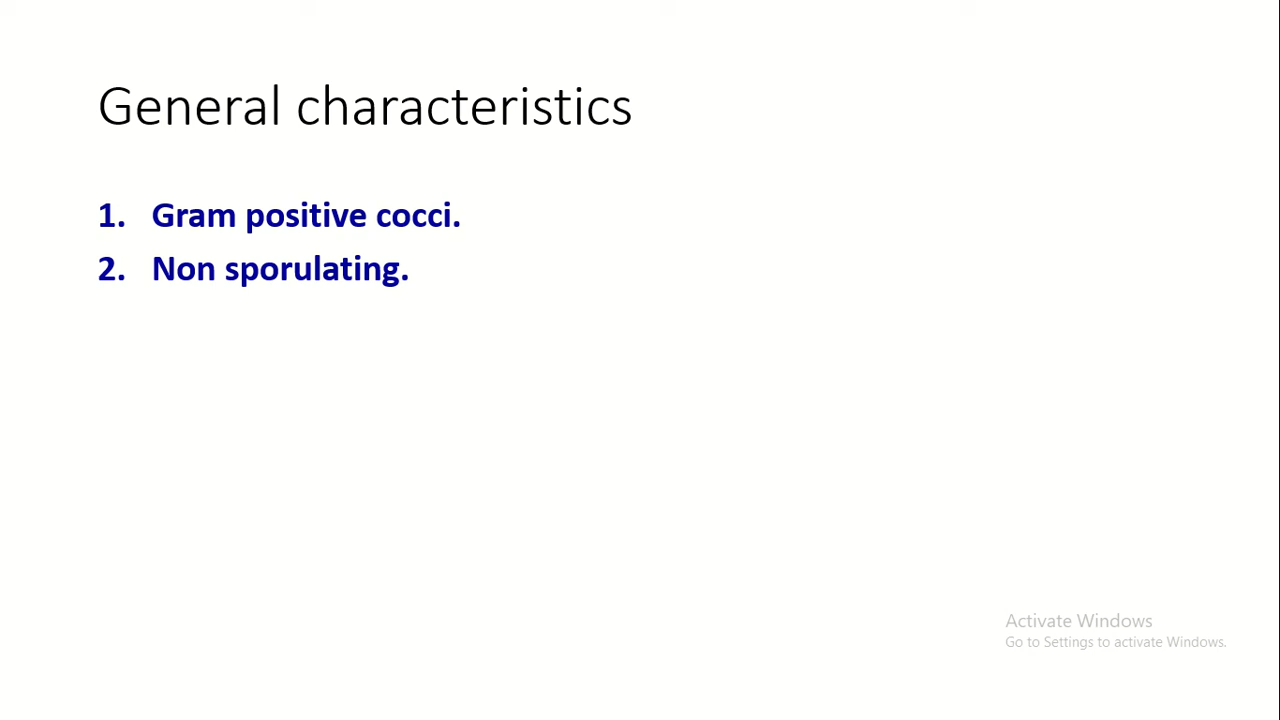 General characteristics
1. Gram positive cocci.
2. Non sporulating.
Activate Windows
Go to Settings to activate Windows.